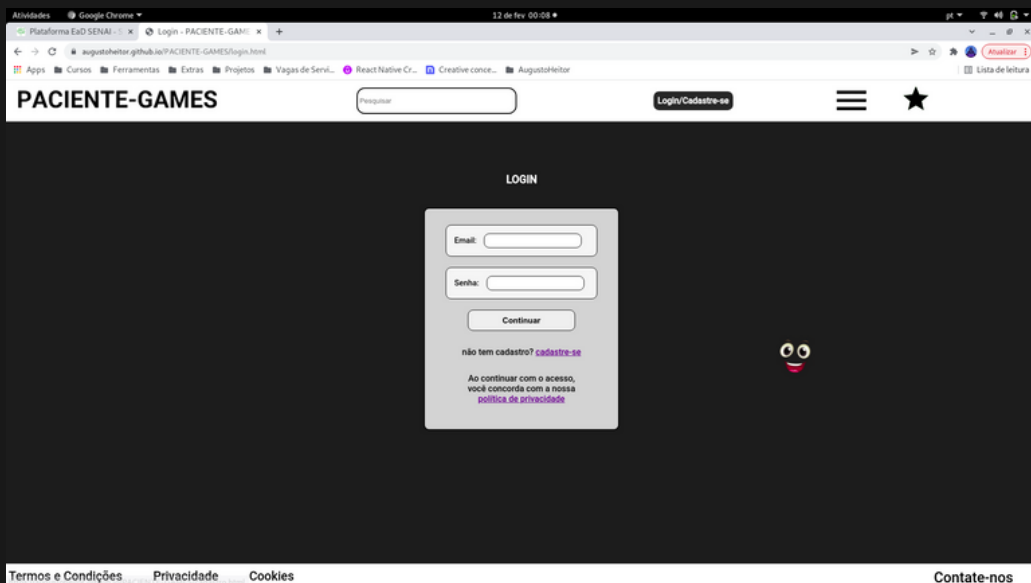 Atividades Google Chrome 12 de fev 00:08 pt
Plataforma EaD SENAI - S Login - PACIENTE-GAME
augustoheitor.github.io/PACIENTE-GAMES/login.html Atualizar
Apps Cursos Ferramentas Extras Projetos Vagas de Servi... React Native Cr... Creative conce... AugustoHeitor Lista de leitura
PACIENTE-GAMES Pesquisar Login/Cadastre-se
LOGIN
Email:
Senha:
Continuar
não tem cadastro? cadastre-se
Ao continuar com o acesso,
você concorda com a nossa
política de privacidade
Termos e Condições Privacidade Cookies Contate-nos